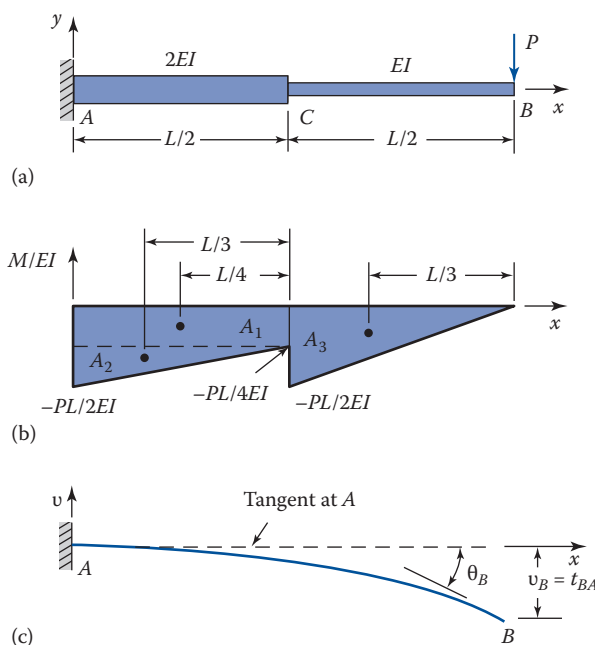 y
2EI
EI
P
A
C
B
x
L/2
L/2
(a)
L/3
M/EI
L/4
L/3
A1
A3
x
A2
−PL/2EI
−PL/4EI
−PL/2EI
(b)
υ
Tangent at A
x
A
θB
υB = tBA
B
(c)